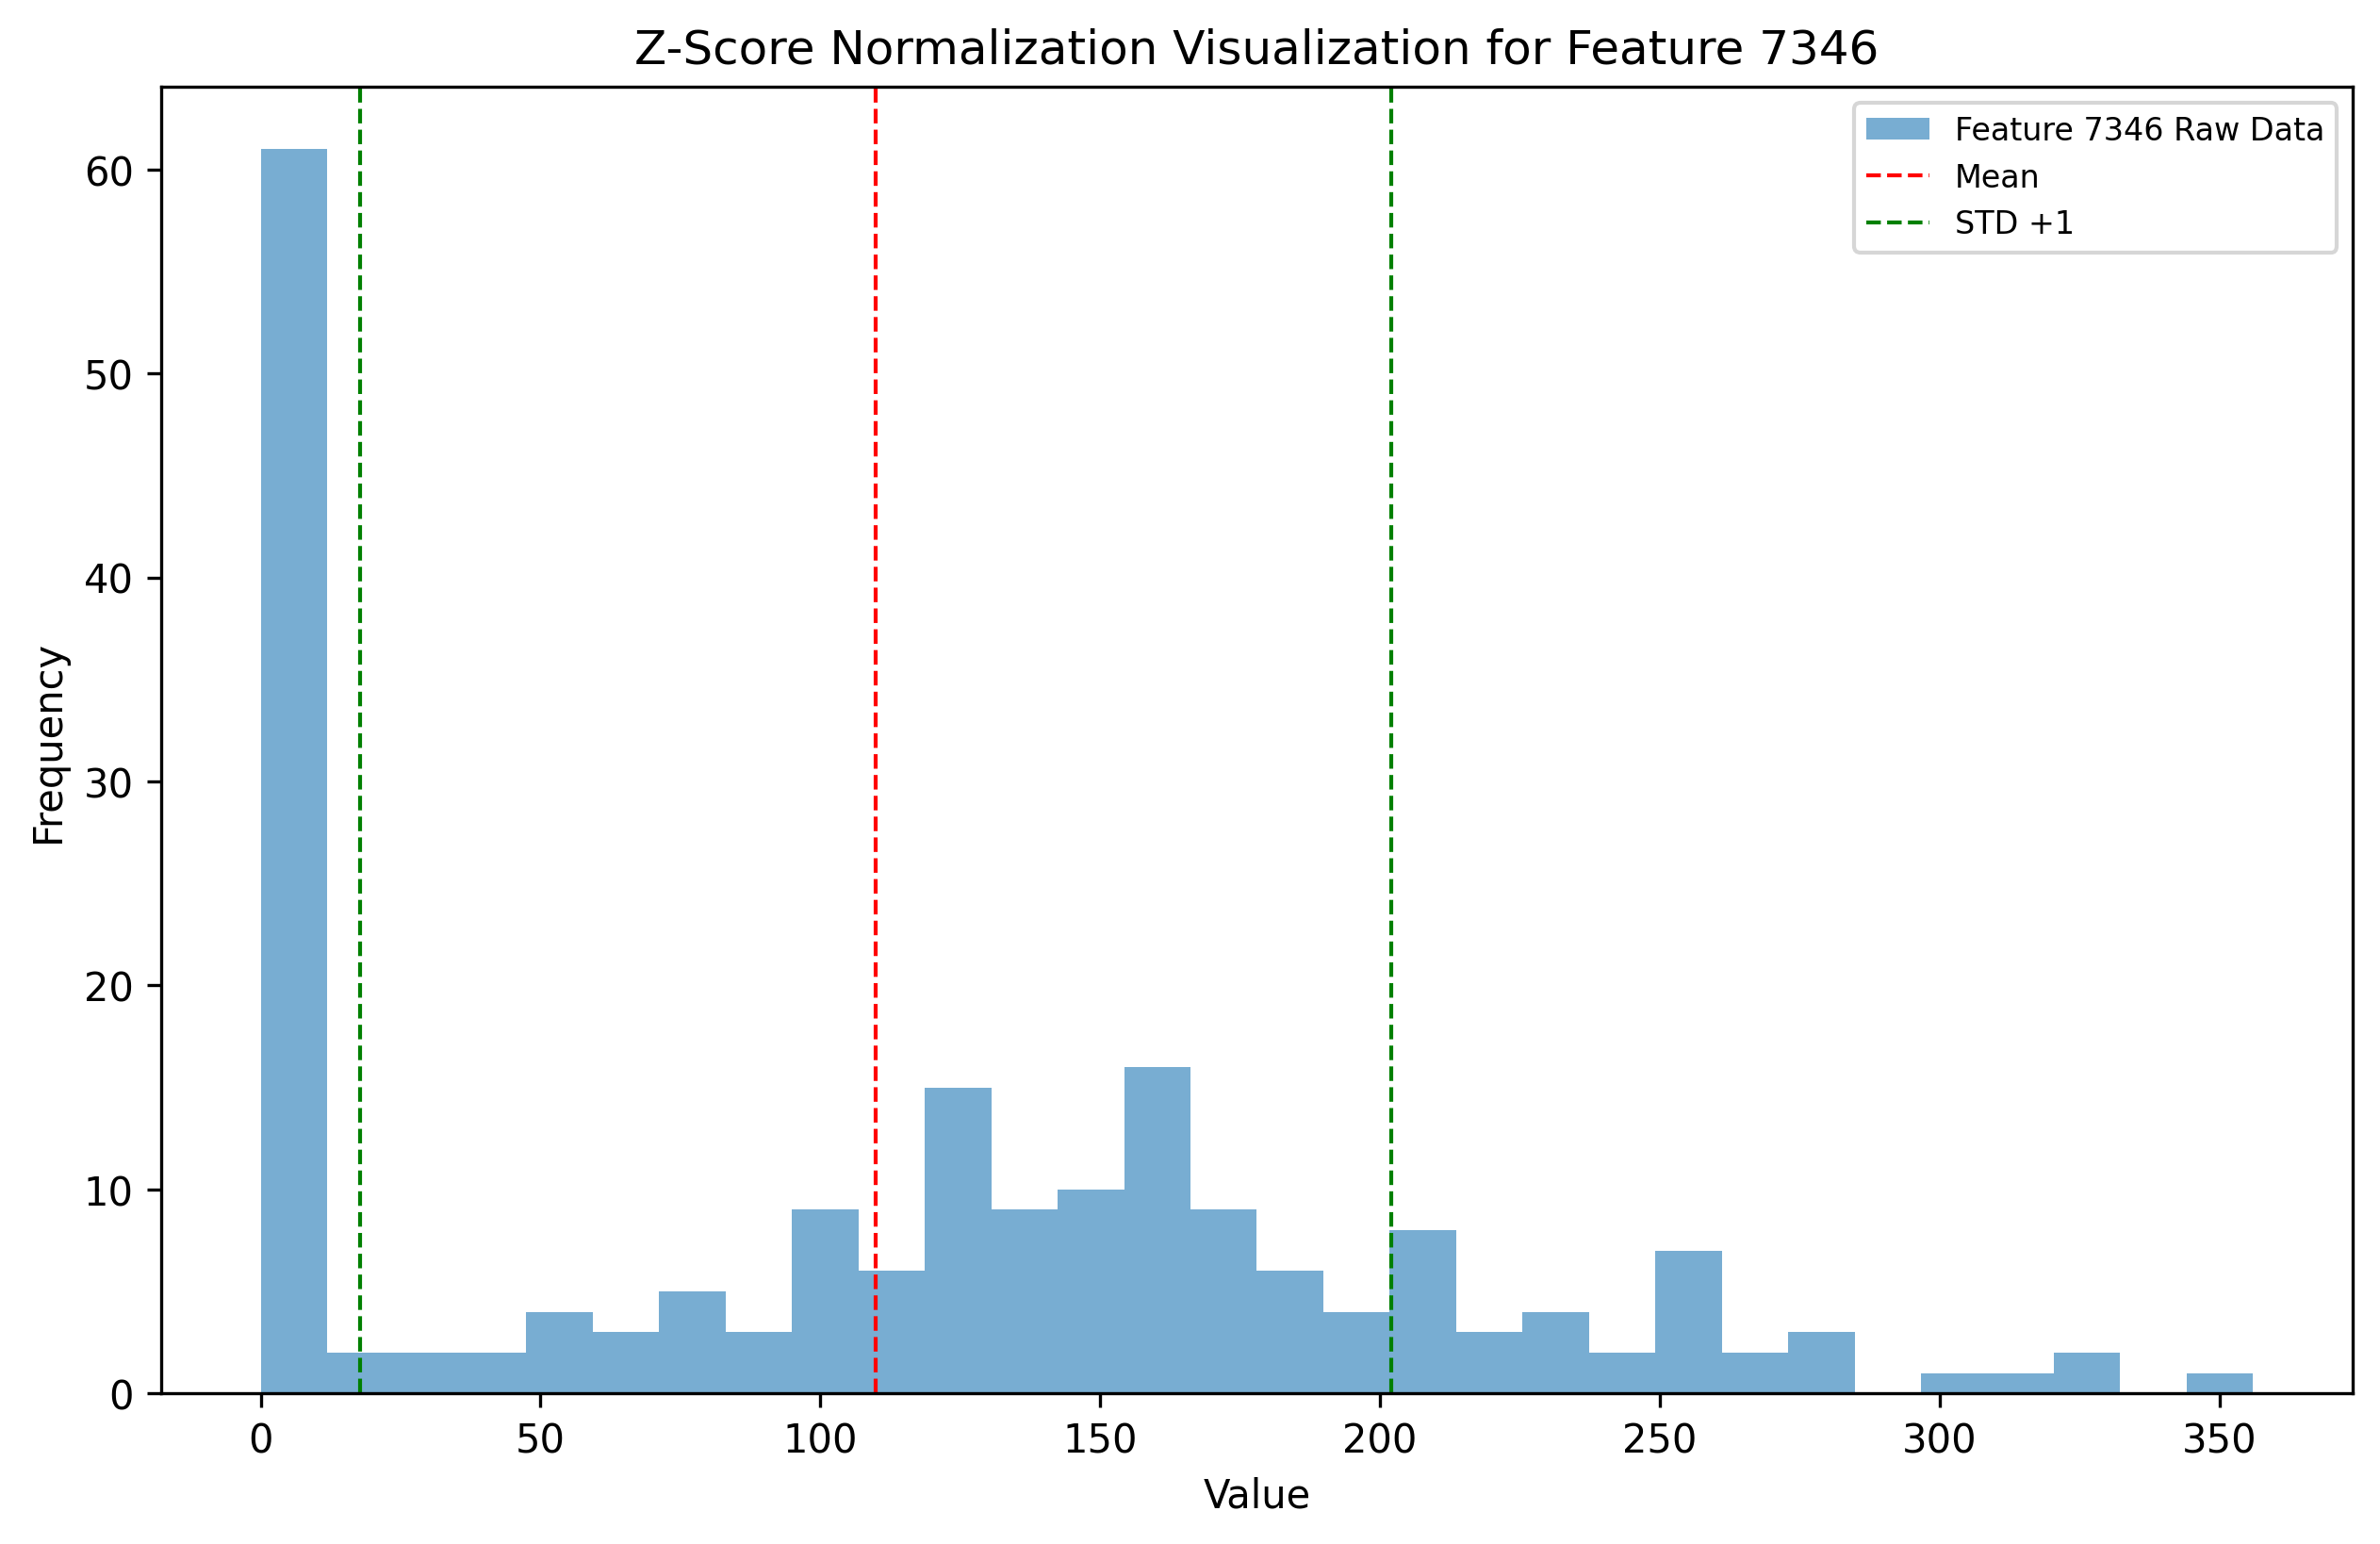 Z-Score Normalization Visualization for Feature 7346
Feature 7346 Raw Data
Mean
STD +1
Frequency
60
50
40
30
20
10
0
0 50 100 150 200 250 300 350
Value